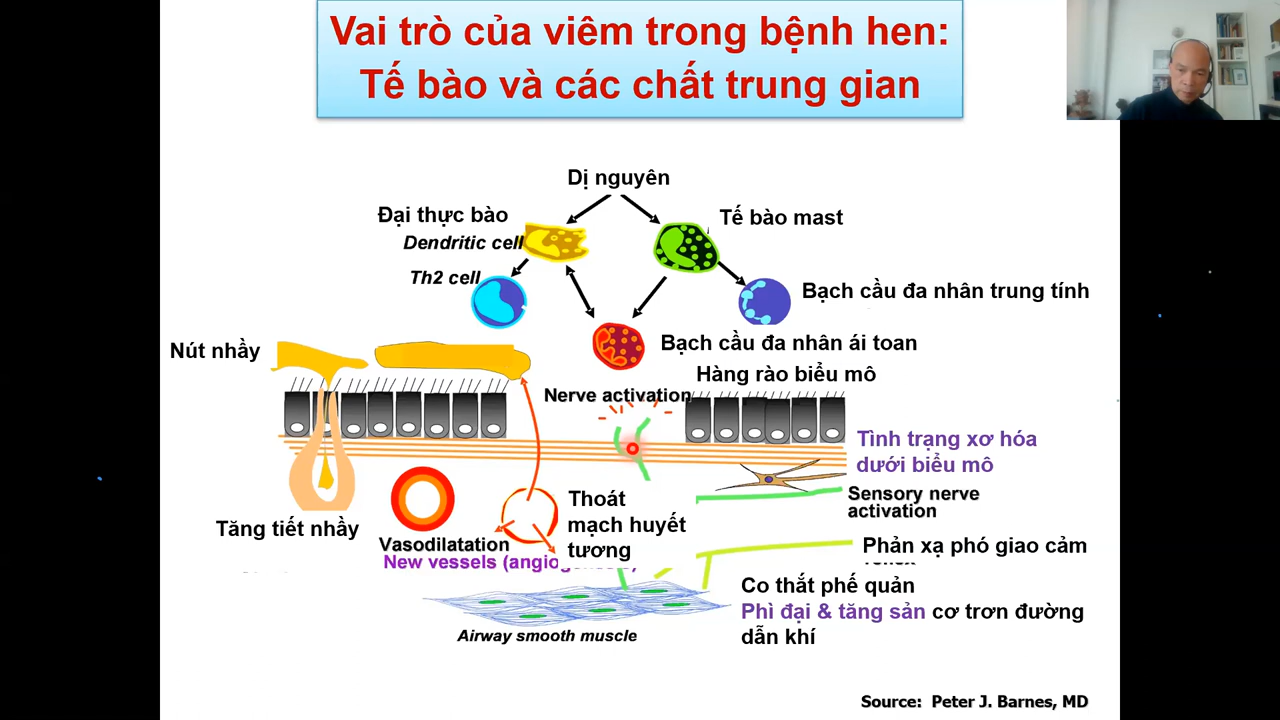 Vai trò của viêm trong bệnh hen:
Tế bào và các chất trung gian
Dị nguyên
Đại thực bào
Tế bào mast
Dendritic cell
Th2 cell
Bạch cầu đa nhân trung tính
Nút nhầy
Bạch cầu đa nhân ái toan
Hàng rào biểu mô
Nerve activation
Tình trạng xơ hóa
dưới biểu mô
Sensory nerve
activation
Thoát
mạch huyết
tương
Tăng tiết nhầy
Vasodilatation
New vessels
Phản xạ phó giao cảm
Co thắt phế quản
Phì đại & tăng sản cơ trơn đường
dẫn khí
Airway smooth muscle
Source: Peter J. Barnes, MD